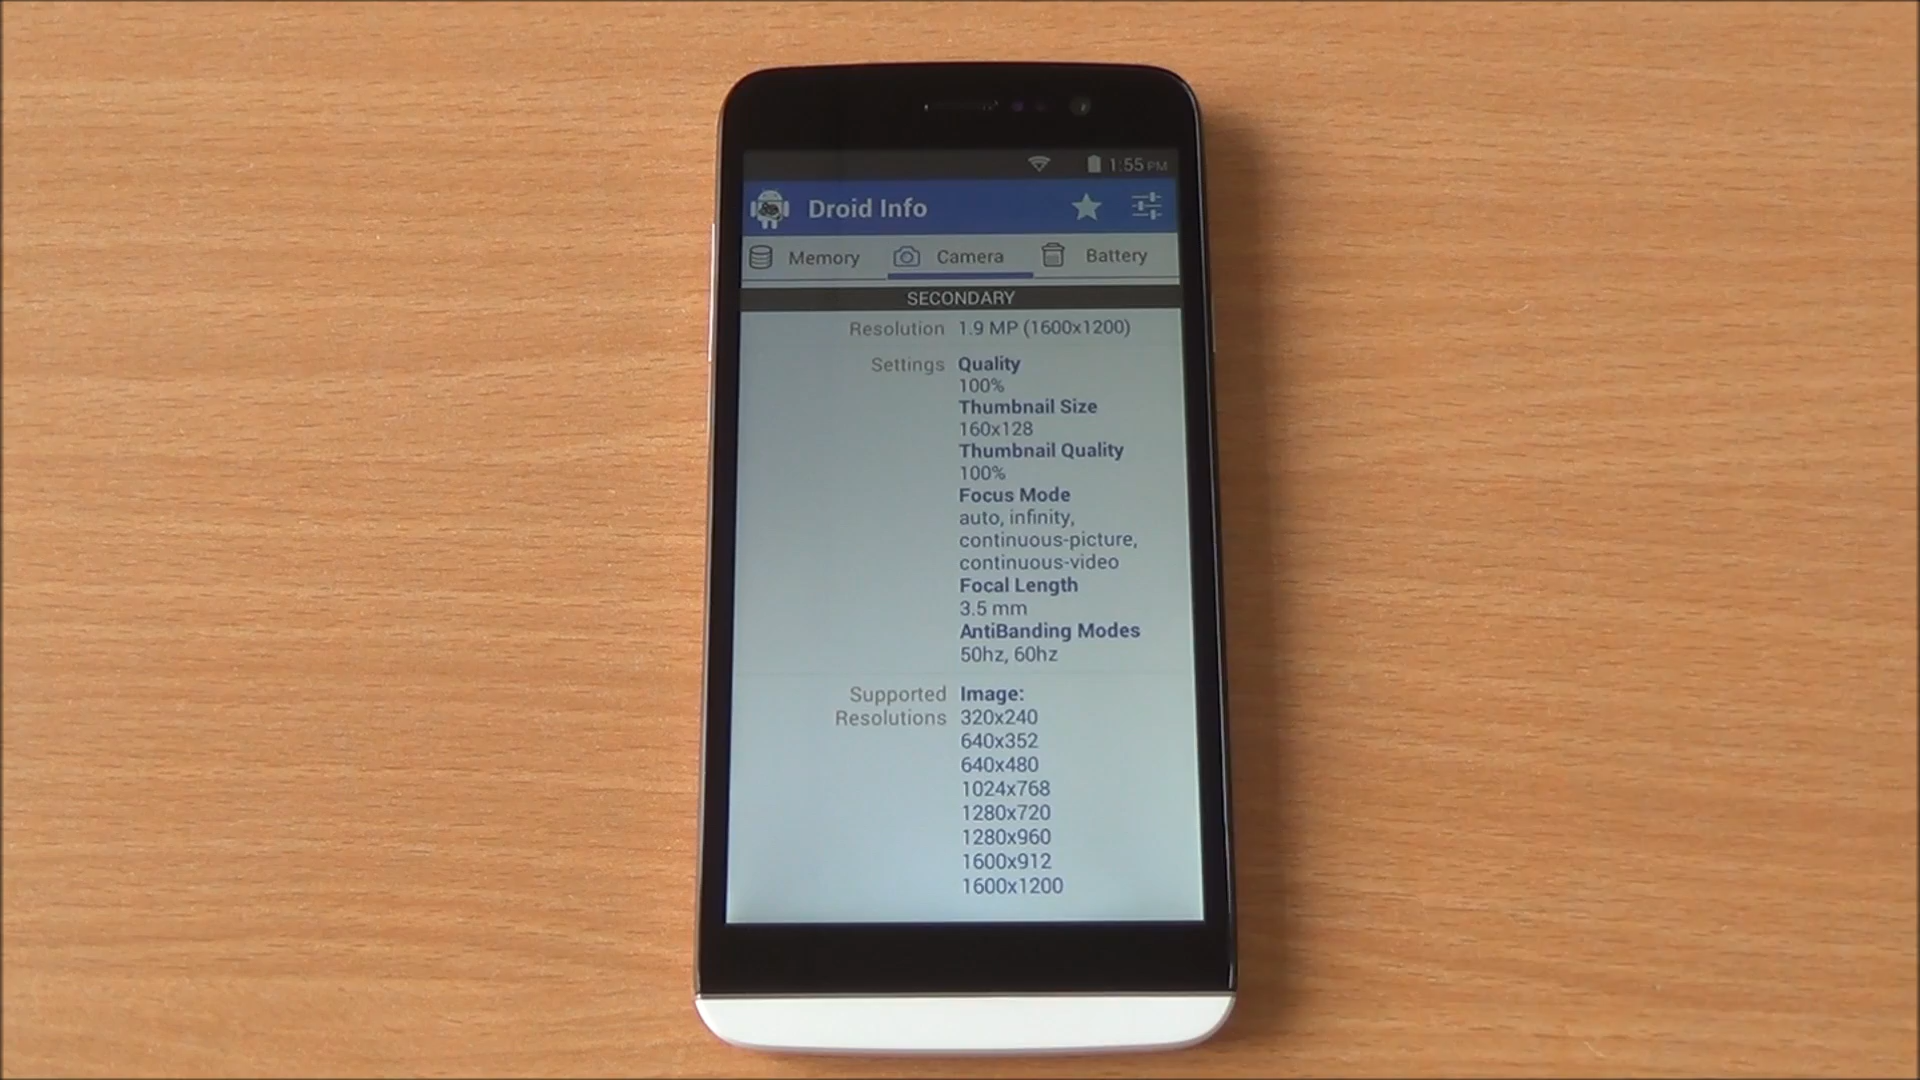 1:55 PM
Droid Info
Memory Camera Battery
SECONDARY
Resolution 1.9 MP (1600x1200)
Settings Quality
100%
Thumbnail Size
160x128
Thumbnail Quality
100%
Focus Mode
auto, infinity,
continuous-picture,
continuous-video
Focal Length
3.5 mm
AntiBanding Modes
50hz, 60hz
Supported Image:
Resolutions 320x240
640x352
640x480
1024x768
1280x720
1280x960
1600x912
1600x1200